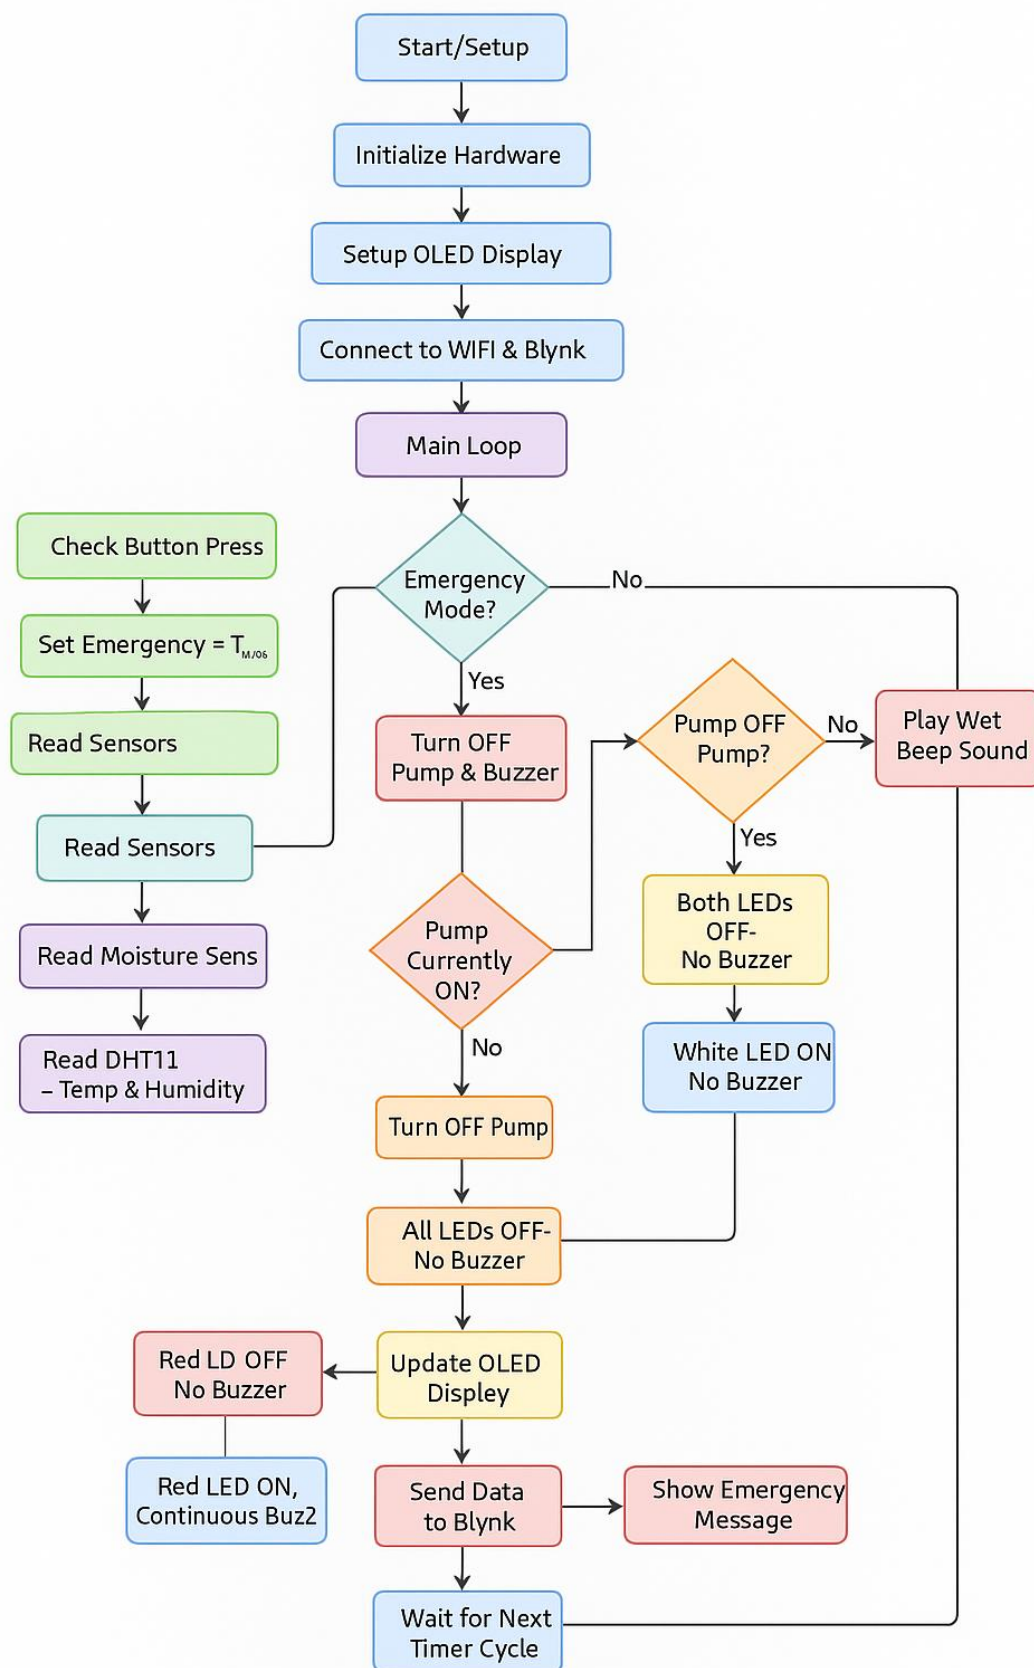 Start/Setup
Initialize Hardware
Setup OLED Display
Connect to WIFI & Blynk
Main Loop
Check Button Press
Set Emergency = T
Read Sensors
Read Sensors
Read Moisture Sens
Read DHT11
– Temp & Humidity
Emergency
Mode?
No
Yes
Turn OFF
Pump & Buzzer
Pump OFF
Pump?
No
Play Wet
Beep Sound
Yes
Both LEDs
OFF-
No Buzzer
White LED ON
No Buzzer
Pump
Currently
ON?
No
Turn OFF Pump
All LEDs OFF-
No Buzzer
Update OLED
Displey
Red LD OFF
No Buzzer
Red LED ON,
Continuous Buz2
Send Data
to Blynk
Show Emergency
Message
Wait for Next
Timer Cycle